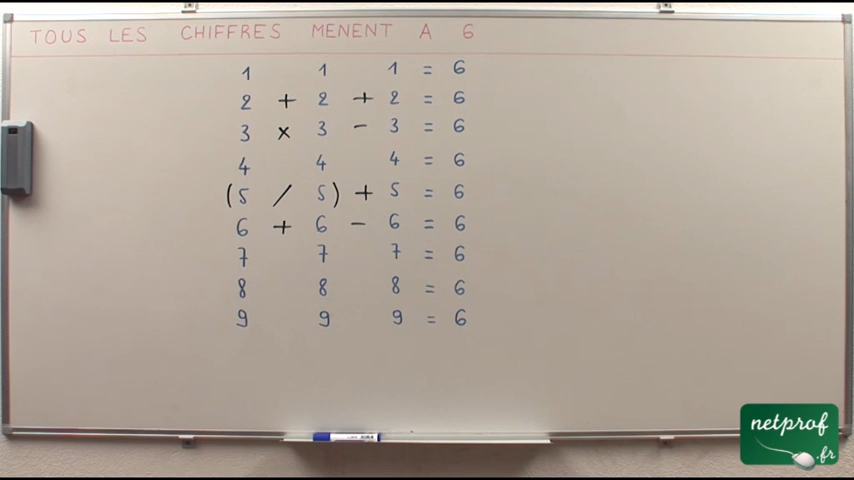 TOUS LES CHIFFRES MENENT A 6
1 1 1 = 6
2 + 2 + 2 = 6
3 x 3 - 3 = 6
4 4 4 = 6
(5 / 5) + 5 = 6
6 + 6 - 6 = 6
7 7 7 = 6
8 8 8 = 6
9 9 9 = 6
netprof
.fr